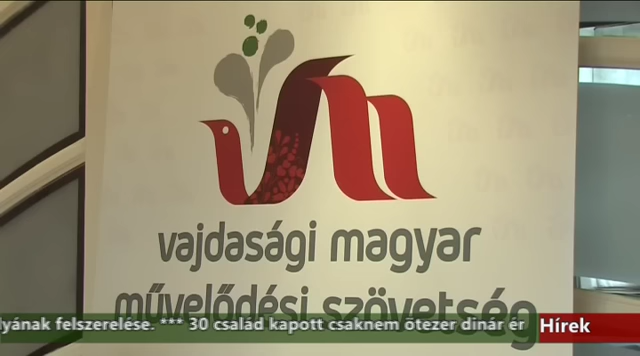 vajdasági magyar
művelődési szövetség
lyának felszerelése. *** 30 család kapott csaknem ötezer dinár ér
Hírek